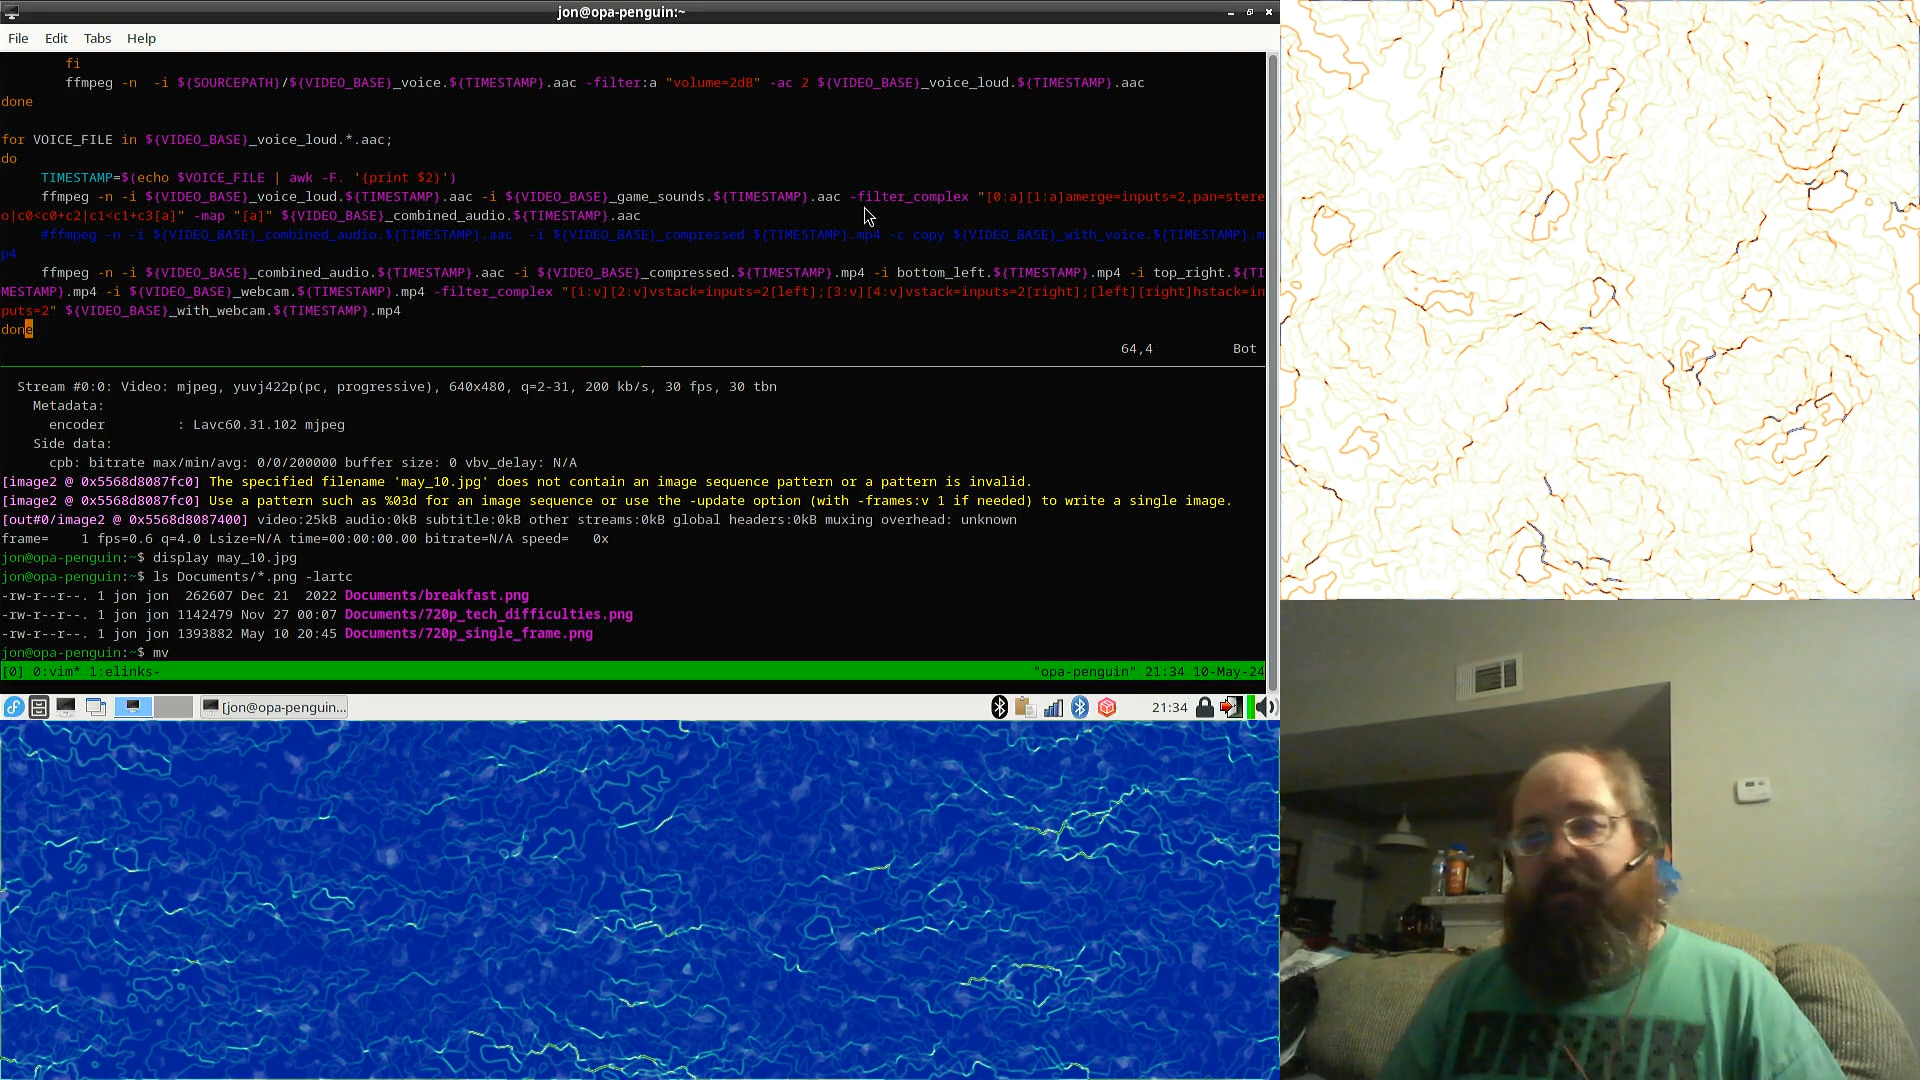 jon@opa-penguin:~
File Edit Tabs Help
fi
ffmpeg -n  -i ${SOURCEPATH}/${VIDEO_BASE}_voice.${TIMESTAMP}.aac -filter:a "volume=2dB" -ac 2 ${VIDEO_BASE}_voice_loud.${TIMESTAMP}.aac
done
for VOICE_FILE in ${VIDEO_BASE}_voice_loud.*.aac;
do
TIMESTAMP=$(echo $VOICE_FILE | awk -F. '{print $2}')
ffmpeg -n -i ${VIDEO_BASE}_voice_loud.${TIMESTAMP}.aac -i ${VIDEO_BASE}_game_sounds.${TIMESTAMP}.aac -filter_complex "[0:a][1:a]amerge=inputs=2,pan=stere
o|c0<c0+c2|c1<c1+c3[a]" -map "[a]" ${VIDEO_BASE}_combined_audio.${TIMESTAMP}.aac
#ffmpeg -n -i ${VIDEO_BASE}_combined_audio.${TIMESTAMP}.aac  -i ${VIDEO_BASE}_compressed.${TIMESTAMP}.mp4 -c copy ${VIDEO_BASE}_with_voice.${TIMESTAMP}.m
p4
ffmpeg -n -i ${VIDEO_BASE}_combined_audio.${TIMESTAMP}.aac -i ${VIDEO_BASE}_compressed.${TIMESTAMP}.mp4 -i bottom_left.${TIMESTAMP}.mp4 -i top_right.${TI
MESTAMP}.mp4 -i ${VIDEO_BASE}_webcam.${TIMESTAMP}.mp4 -filter_complex "[1:v][2:v]vstack=inputs=2[left];[3:v][4:v]vstack=inputs=2[right];[left][right]hstack=in
puts=2" ${VIDEO_BASE}_with_webcam.${TIMESTAMP}.mp4
done
64,4 Bot
Stream #0:0: Video: mjpeg, yuvj422p(pc, progressive), 640x480, q=2-31, 200 kb/s, 30 fps, 30 tbn
Metadata:
encoder         : Lavc60.31.102 mjpeg
Side data:
cpb: bitrate max/min/avg: 0/0/200000 buffer size: 0 vbv_delay: N/A
[image2 @ 0x5568d8087fc0] The specified filename 'may_10.jpg' does not contain an image sequence pattern or a pattern is invalid.
[image2 @ 0x5568d8087fc0] Use a pattern such as %03d for an image sequence or use the -update option (with -frames:v 1 if needed) to write a single image.
[out#0/image2 @ 0x5568d8087400] video:25kB audio:0kB subtitle:0kB other streams:0kB global headers:0kB muxing overhead: unknown
frame=    1 fps=0.6 q=4.0 Lsize=N/A time=00:00:00.00 bitrate=N/A speed=   0x
jon@opa-penguin:~$ display may_10.jpg
jon@opa-penguin:~$ ls Documents/*.png -lartc
-rw-r--r--. 1 jon jon  262607 Dec 21  2022 Documents/breakfast.png
-rw-r--r--. 1 jon jon 1142479 Nov 27 00:07 Documents/720p_tech_difficulties.png
-rw-r--r--. 1 jon jon 1393882 May 10 20:45 Documents/720p_single_frame.png
jon@opa-penguin:~$ mv
[0] 0:vim* 1:elinks- "opa-penguin" 21:34 10-May-24
[jon@opa-penguin... 21:34